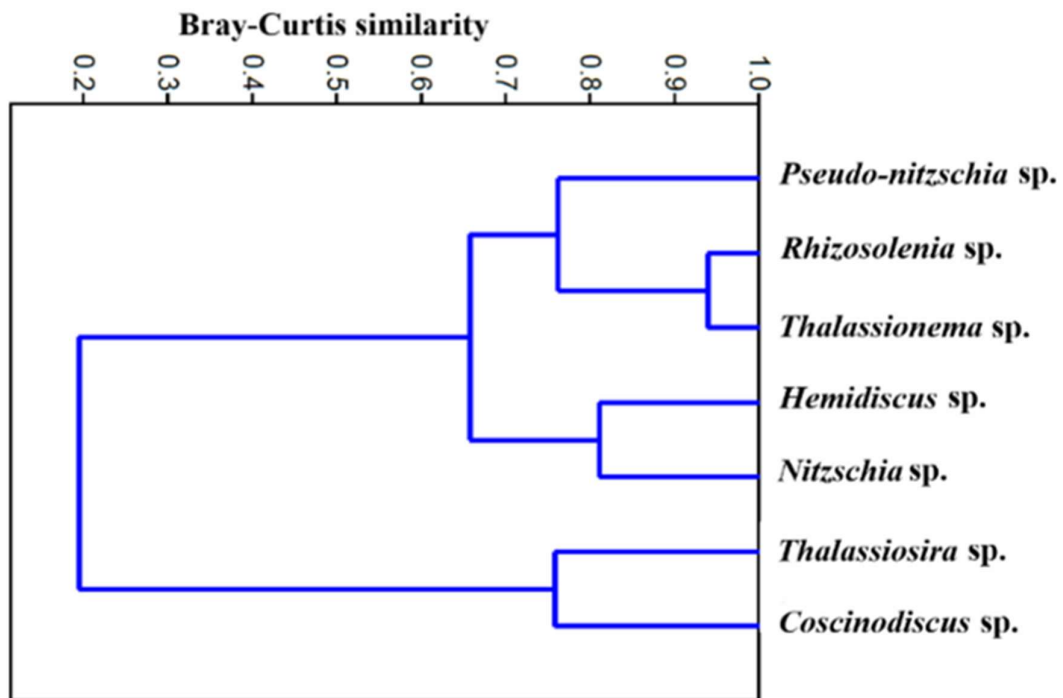 Bray-Curtis similarity
0.2 0.3 0.4 0.5 0.6 0.7 0.8 0.9 1.0
Pseudo-nitzschia sp.
Rhizosolenia sp.
Thalassionema sp.
Hemidiscus sp.
Nitzschia sp.
Thalassiosira sp.
Coscinodiscus sp.